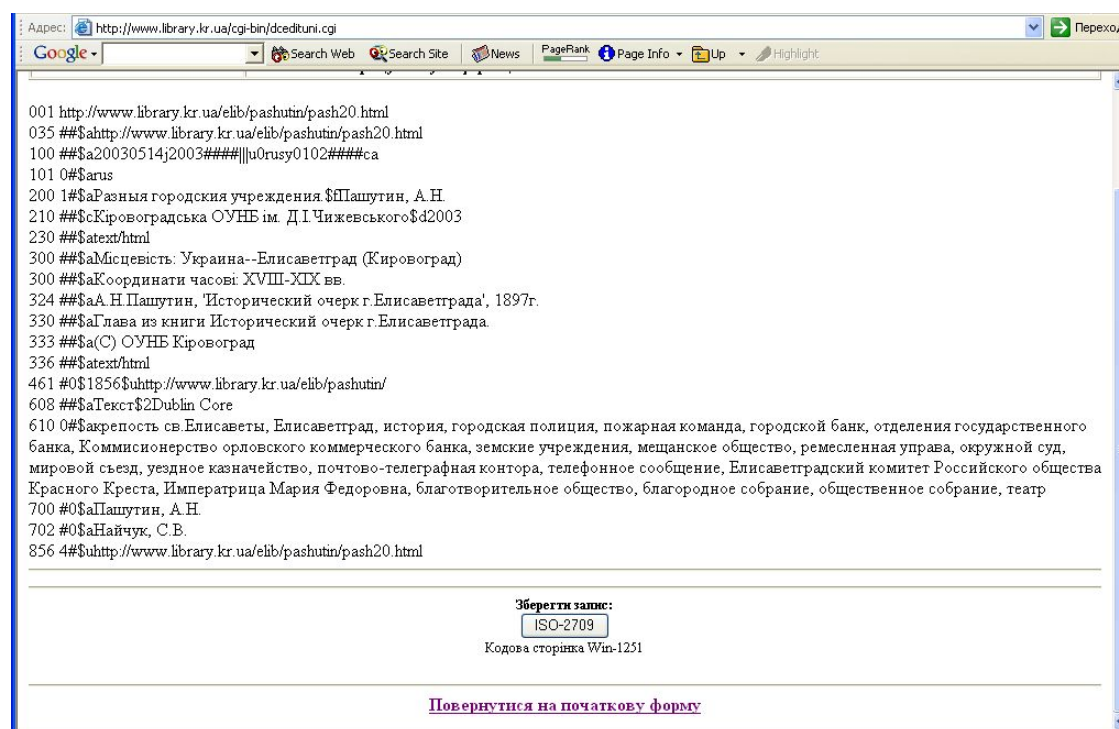 Адрес: http://www.library.kr.ua/cgi-bin/dcedituni.cgi Переход
Google Search Web Search Site News PageRank Page Info Up Highlight
001 http://www.library.kr.ua/elib/pashutin/pash20.html
035 ##$ahttp://www.library.kr.ua/elib/pashutin/pash20.html
100 ##$a20030514j2003####|||u0rusy0102####ca
101 0#$arus
200 1#$aРазныя городския учреждения.$fПашутин, А.Н.
210 ##$cКіровоградська ОУНБ ім. Д.І.Чижевського$d2003
230 ##$atext/html
300 ##$aМісцевість: Украина--Елисаветград (Кировоград)
300 ##$aКоординати часові: XVIII-XIX вв.
324 ##$aА.Н.Пашутин, 'Исторический очерк г.Елисаветграда', 1897г.
330 ##$aГлава из книги Исторический очерк г.Елисаветграда.
333 ##$a(C) ОУНБ Кіровоград
336 ##$atext/html
461 #0$1856$uhttp://www.library.kr.ua/elib/pashutin/
608 ##$aТекст$2Dublin Core
610 0#$aкрепость св.Елисаветы, Елисаветград, история, городская полиция, пожарная команда, городской банк, отделения государственного
банка, Коммисионерство орловского коммерческого банка, земские учреждения, мещанское общество, ремесленная управа, окружной суд,
мировой съезд, уездное казначейство, почтово-телеграфная контора, телефонное сообщение, Елисаветградский комитет Российского общества
Красного Креста, Императрица Мария Федоровна, благотворительное общество, благородное собрание, общественное собрание, театр
700 #0$aПашутин, А.Н.
702 #0$aНайчук, С.В.
856 4#$uhttp://www.library.kr.ua/elib/pashutin/pash20.html
Зберегти запис:
ISO-2709
Кодова сторінка Win-1251
Повернутися на початкову форму